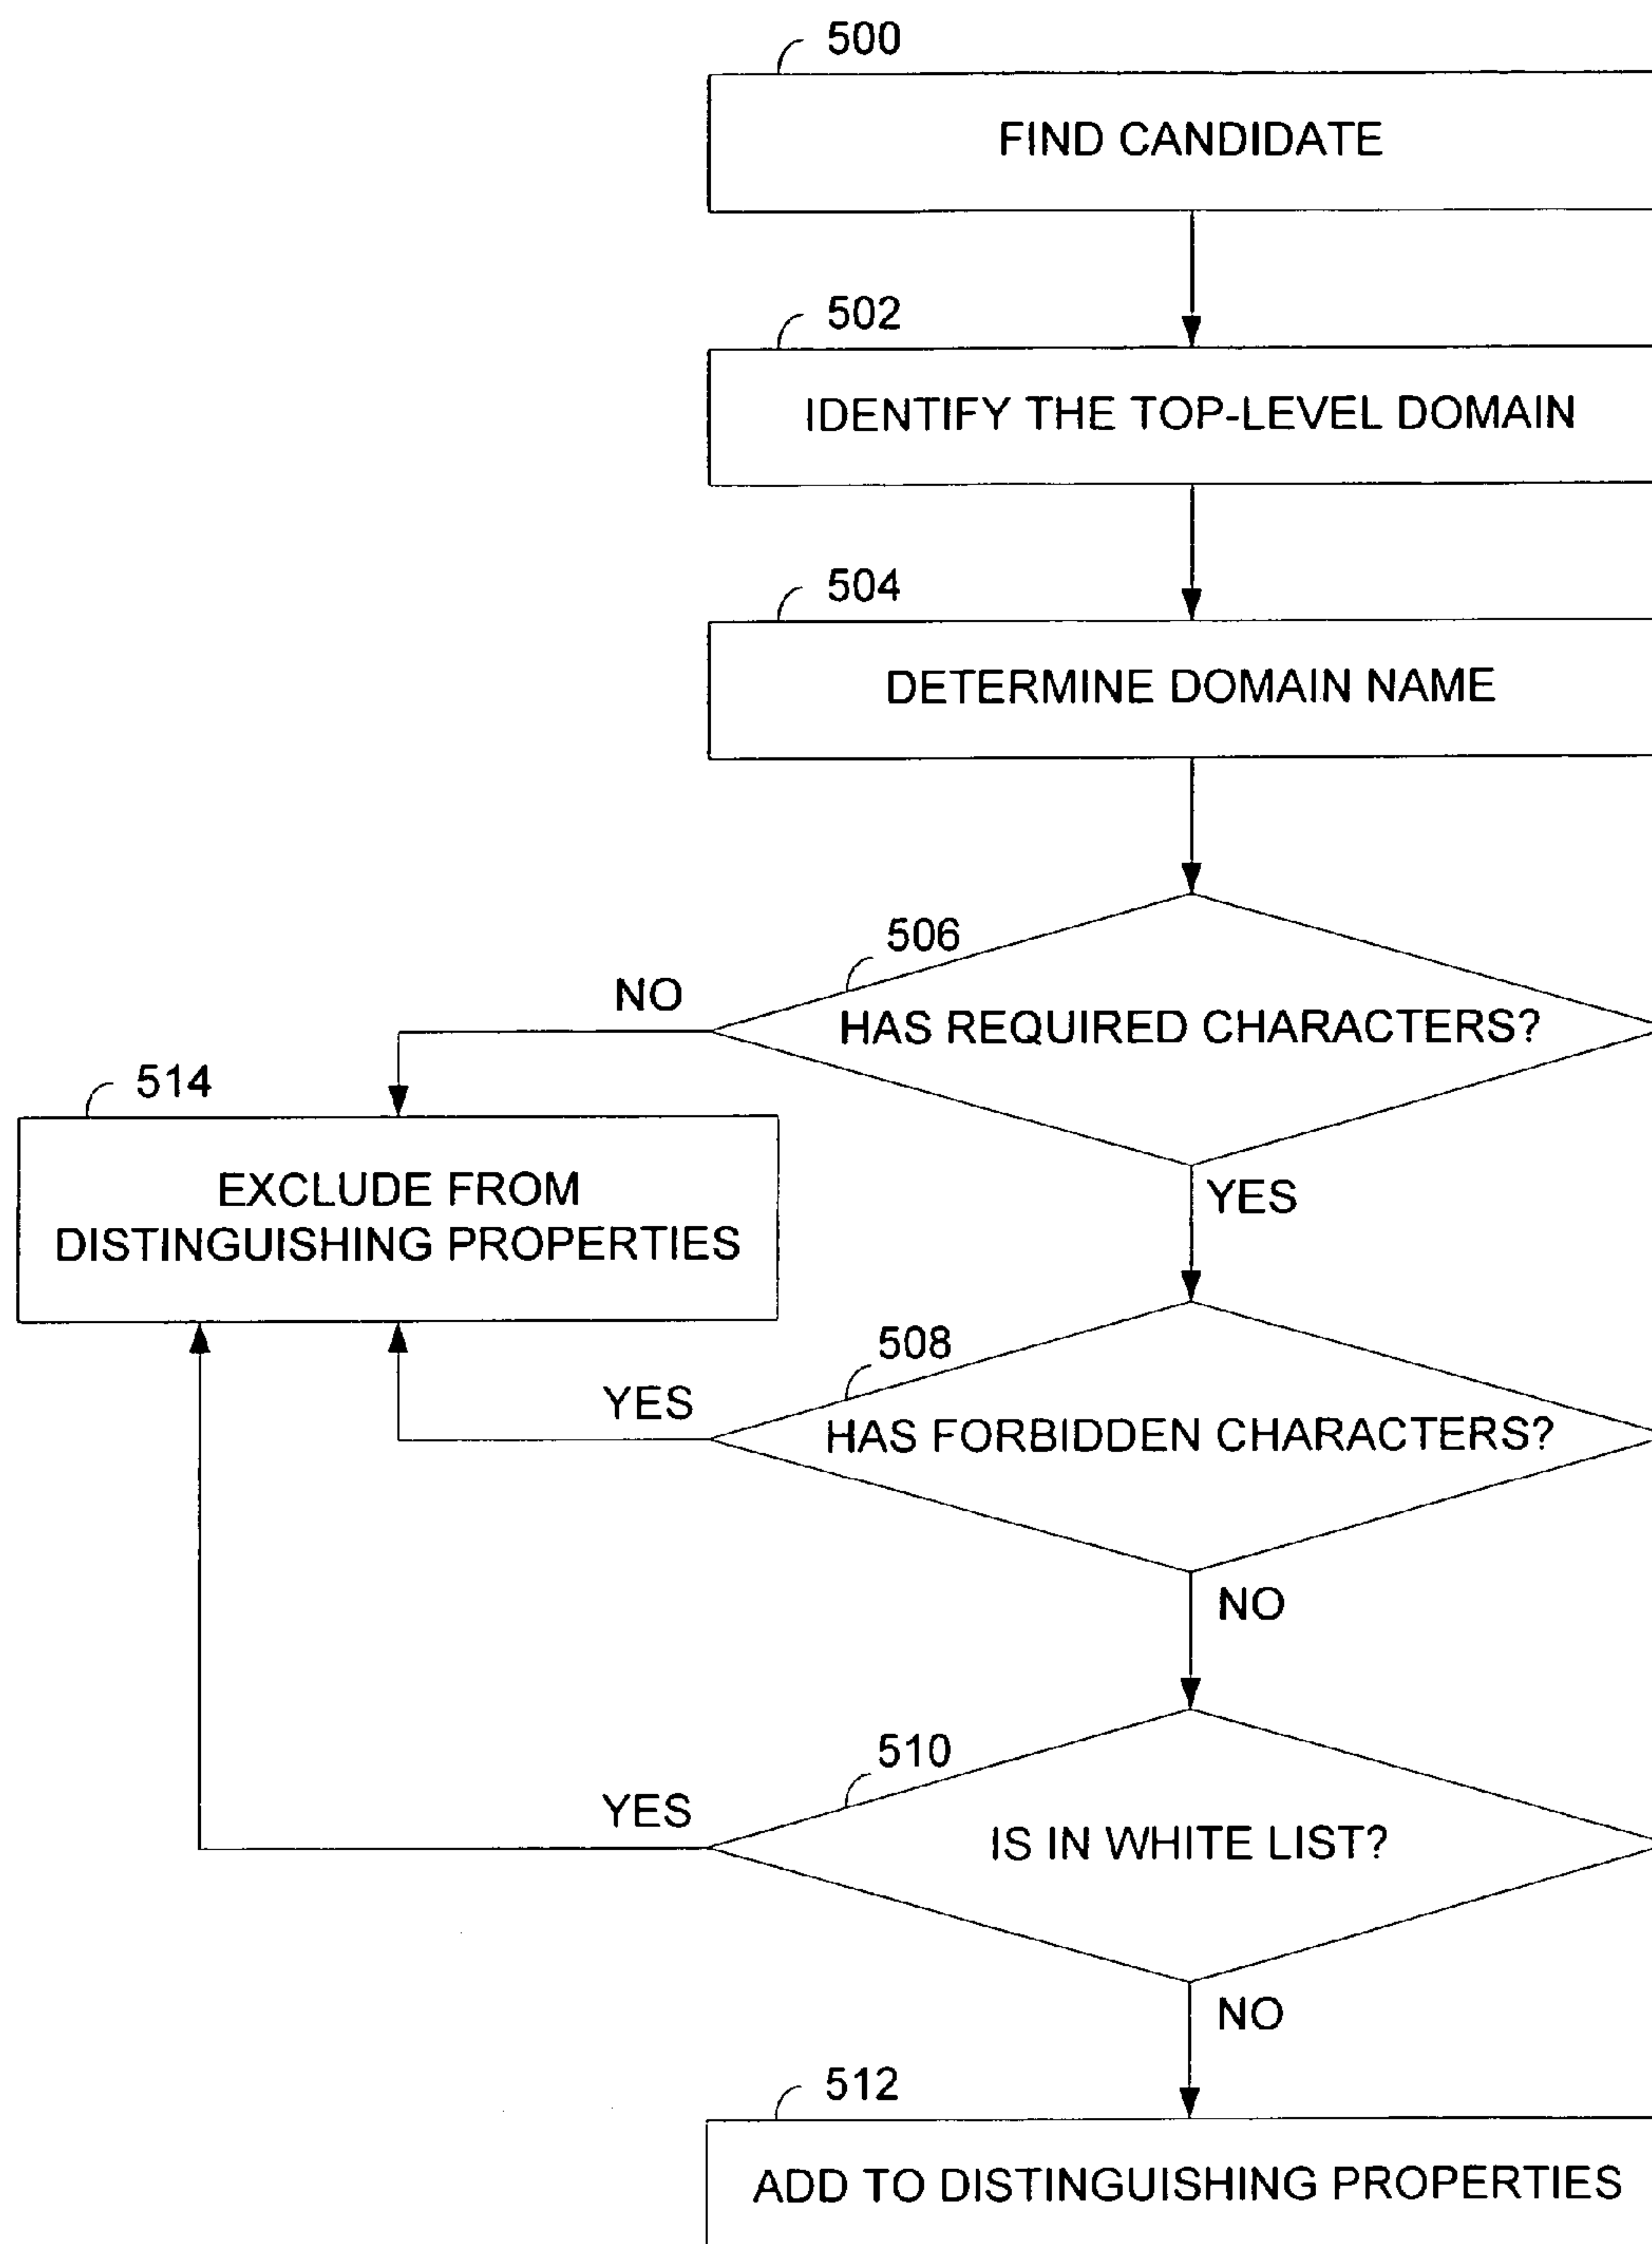 500
FIND CANDIDATE
502
IDENTIFY THE TOP-LEVEL DOMAIN
504
DETERMINE DOMAIN NAME
506
NO
HAS REQUIRED CHARACTERS?
514
EXCLUDE FROM
DISTINGUISHING PROPERTIES
YES
508
YES
HAS FORBIDDEN CHARACTERS?
NO
510
YES
IS IN WHITE LIST?
NO
512
ADD TO DISTINGUISHING PROPERTIES